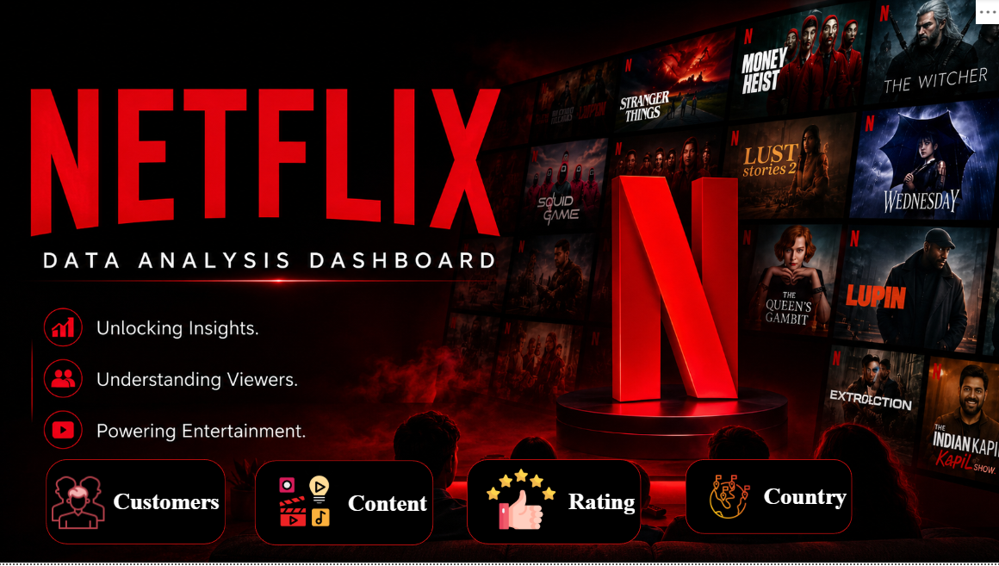 NETFLIX
DATA ANALYSIS DASHBOARD
Unlocking Insights.
Understanding Viewers.
Powering Entertainment.
Customers
Content
Rating
Country
STRANGER
THINGS
MONEY
HEIST
THE WITCHER
SQUID
GAME
LUST
stories 2
WEDNESDAY
THE
QUEEN'S
GAMBIT
LUPIN
EXTRACTION
THE
INDIAN KAPI
Kapil SHOW.
N